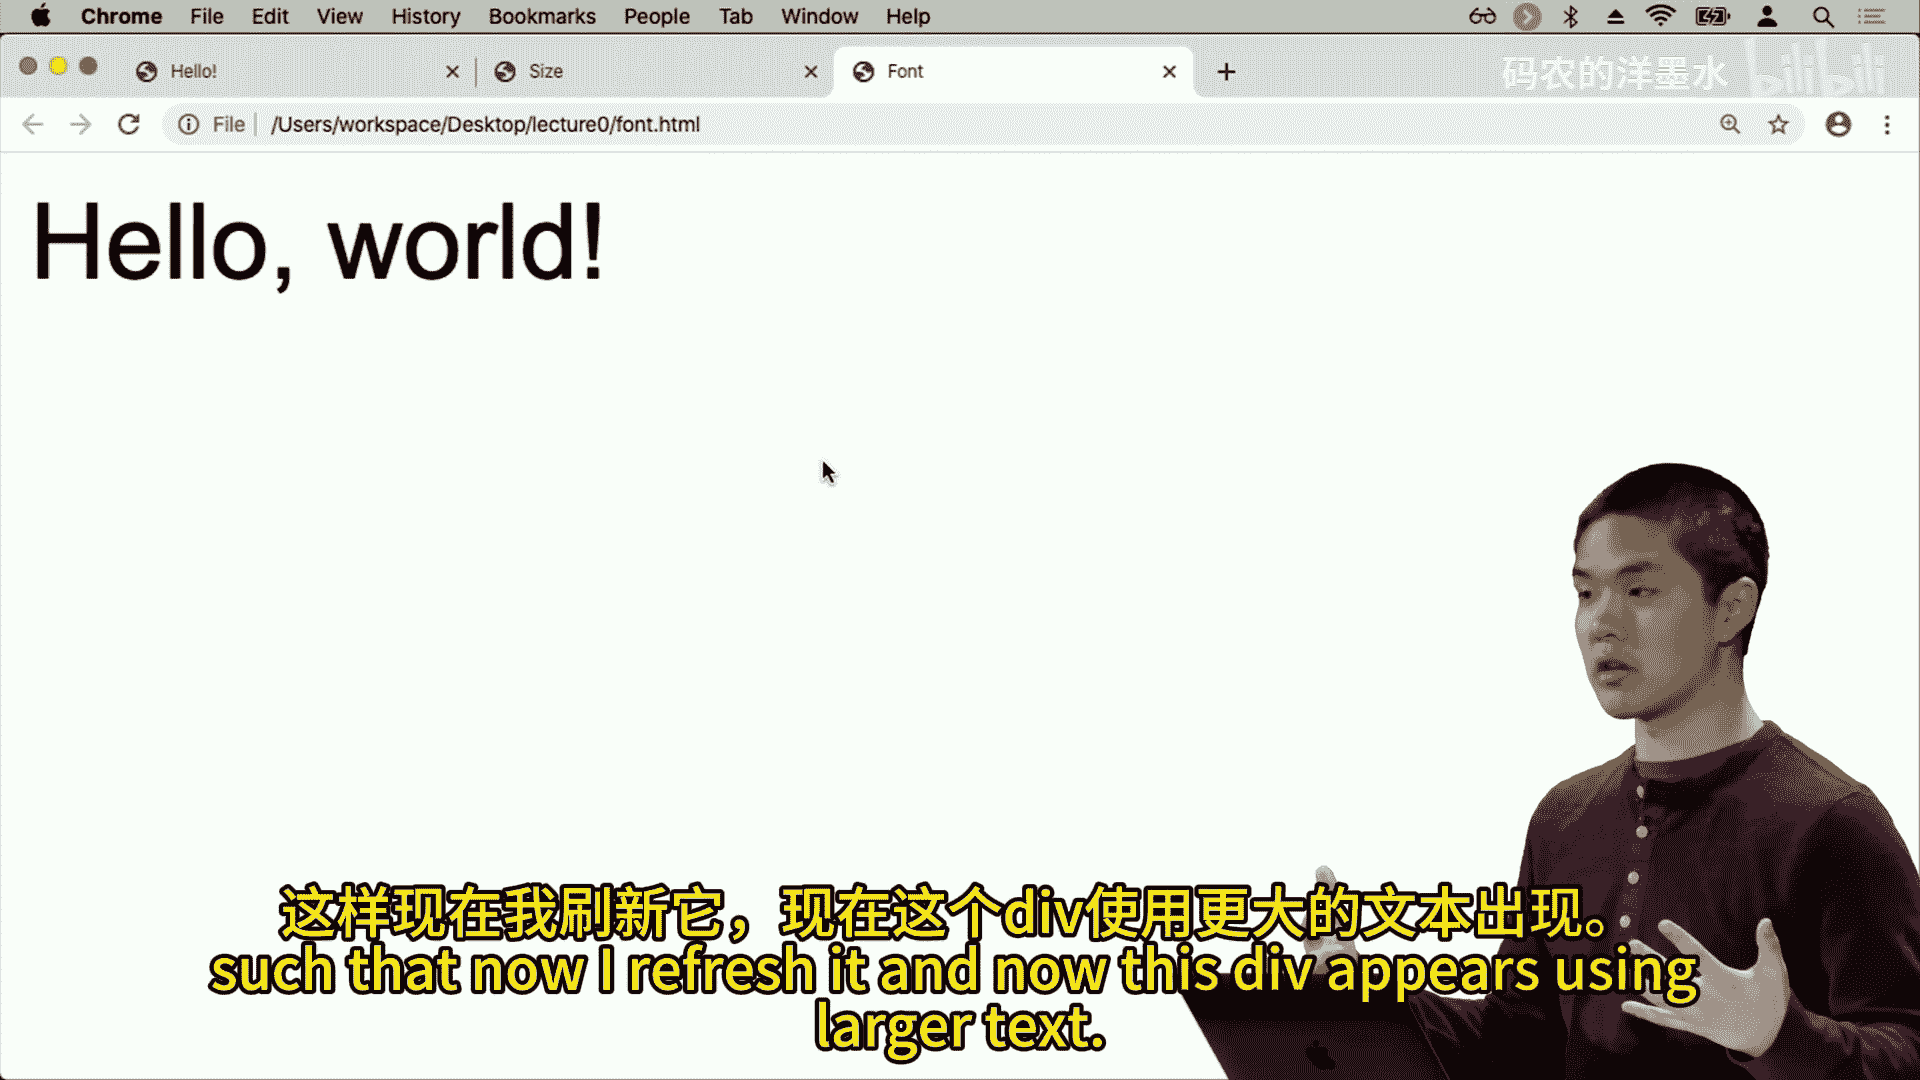 Chrome File Edit View History Bookmarks People Tab Window Help
Hello! Size Font
码农的洋墨水 bilibili
File /Users/workspace/Desktop/lecture0/font.html
Hello, world!
这样现在我刷新它，现在这个div使用更大的文本出现。
such that now I refresh it and now this div appears using
larger text.